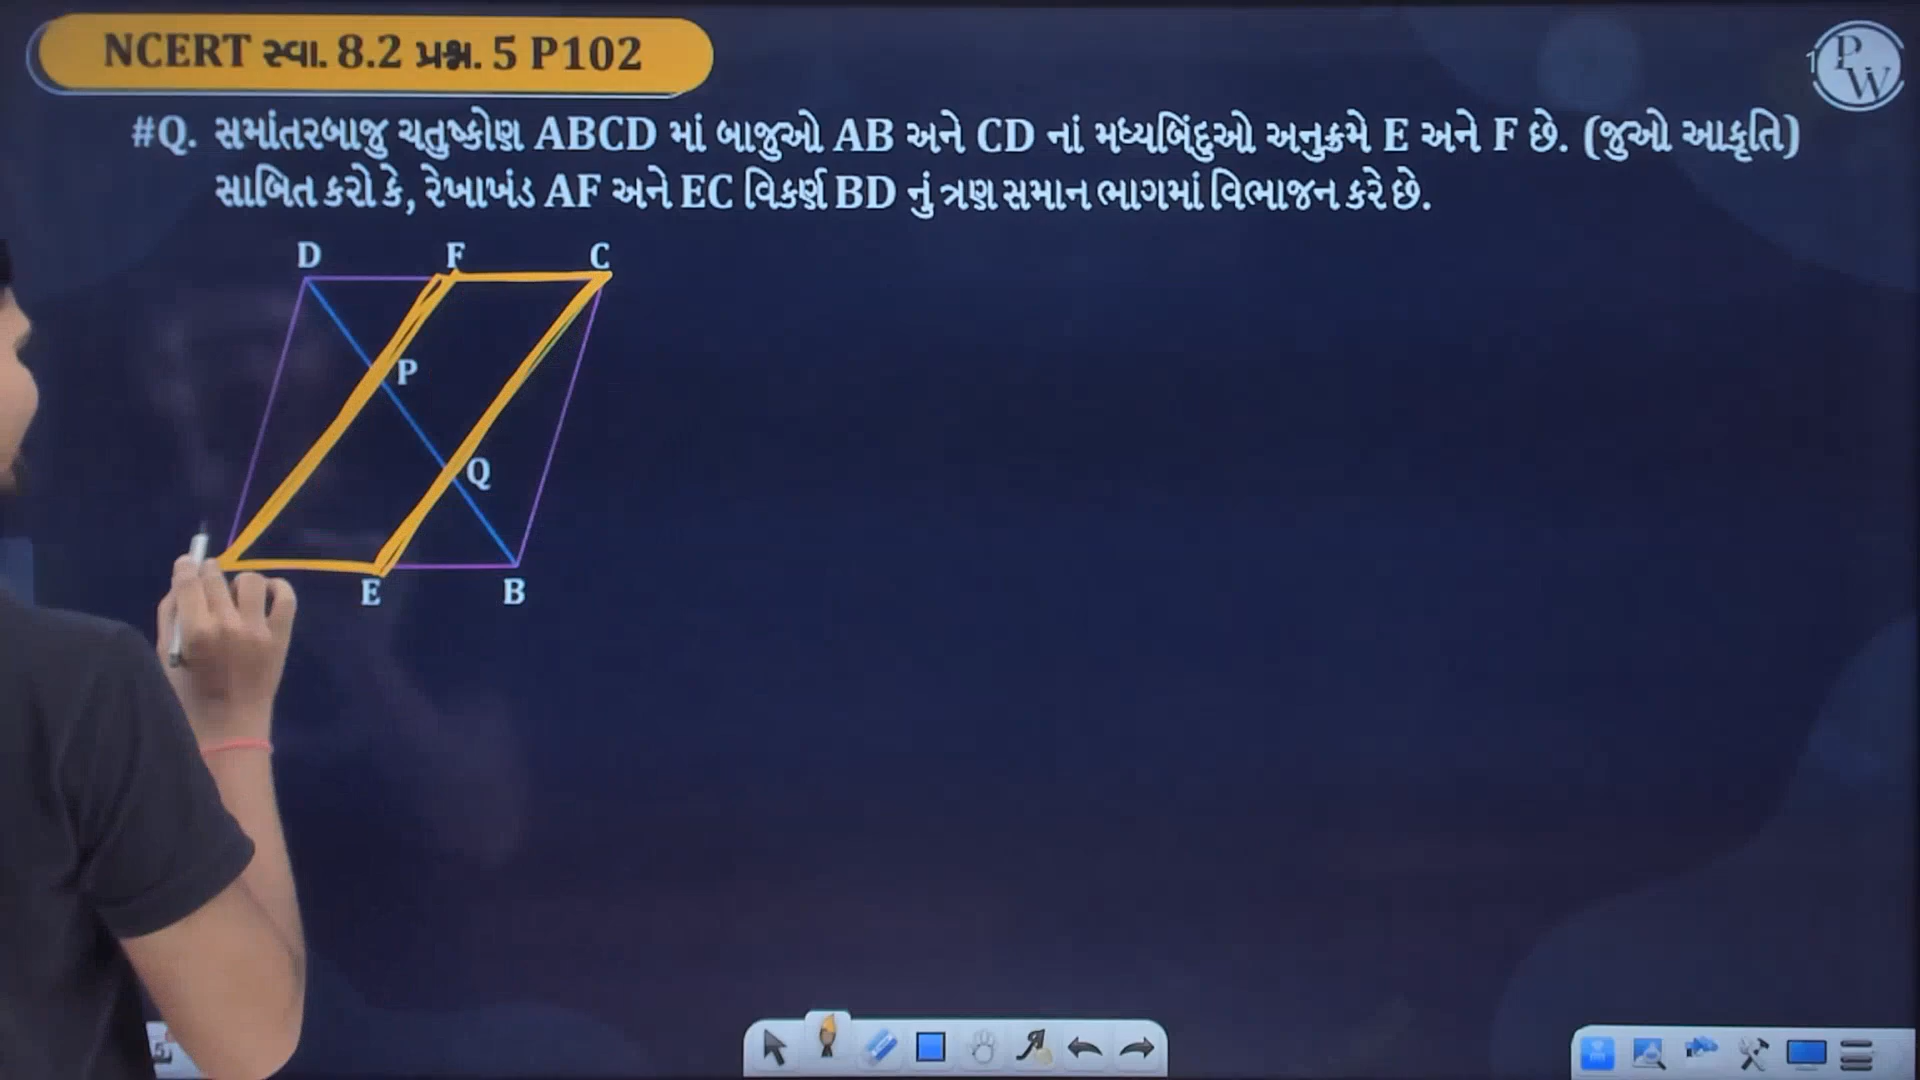 NCERT સ્વા. 8.2 પ્રશ્ન. 5 P102
PW
#Q. સમાંતરબાજુ ચતુષ્કોણ ABCD માં બાજુઓ AB અને CD નાં મધ્યબિંદુઓ અનુક્રમે E અને F છે. (જુઓ આકૃતિ)
સાબિત કરો કે, રેખાખંડ AF અને EC વિકર્ણ BD નું ત્રણ સમાન ભાગમાં વિભાજન કરે છે.
D F C
P
Q
E B